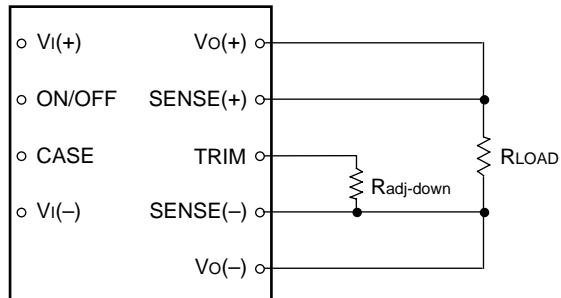 VI(+) VO(+)
ON/OFF SENSE(+)
CASE TRIM RLOAD
Radj-down
VI(–) SENSE(–)
VO(–)